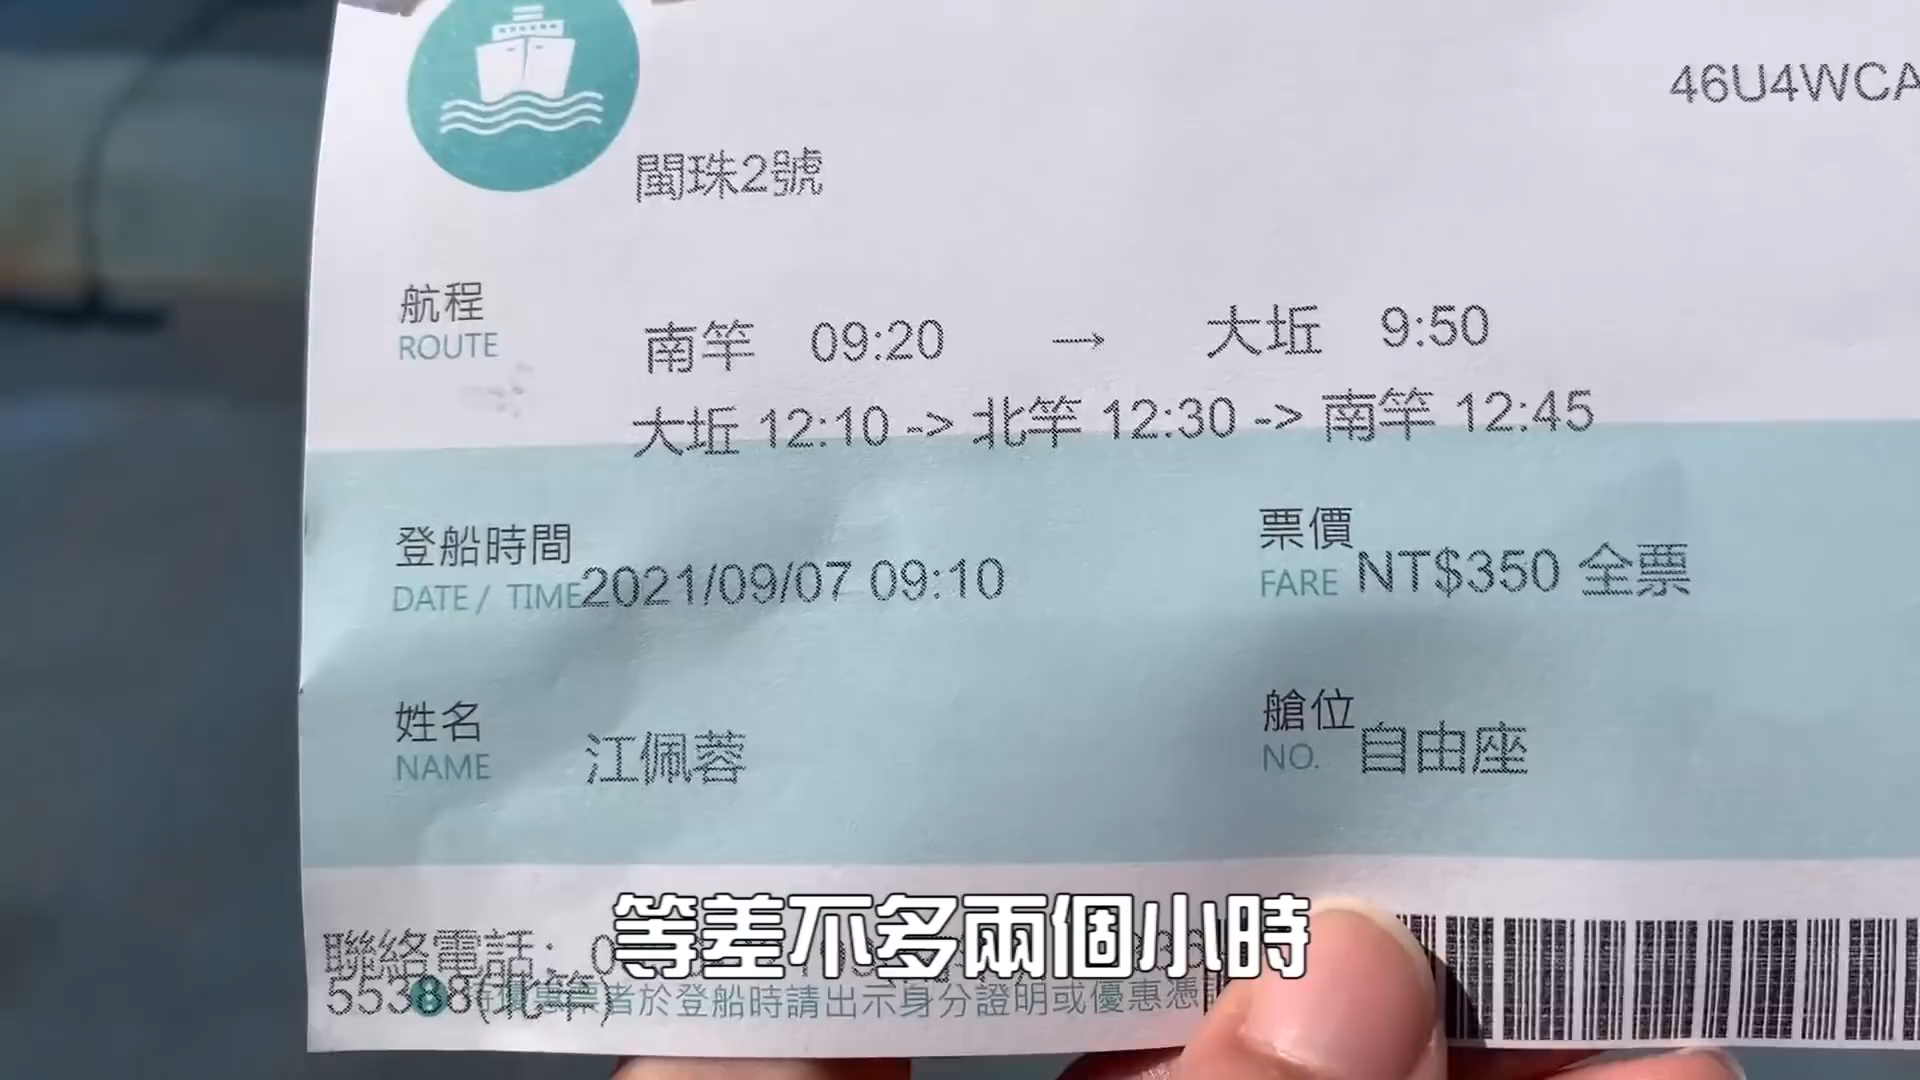 46U4WCA
閩珠2號
航程
ROUTE
南竿 09:20 → 大坵 9:50
大坵 12:10 -> 北竿 12:30 -> 南竿 12:45
登船時間
DATE / TIME
2021/09/07 09:10
票價
FARE
NT$350 全票
姓名
NAME
江佩蓉
艙位
NO.
自由座
等差不多兩個小時
聯絡電話: 0
55388(北竿)
者於登船時請出示身分證明或優惠憑